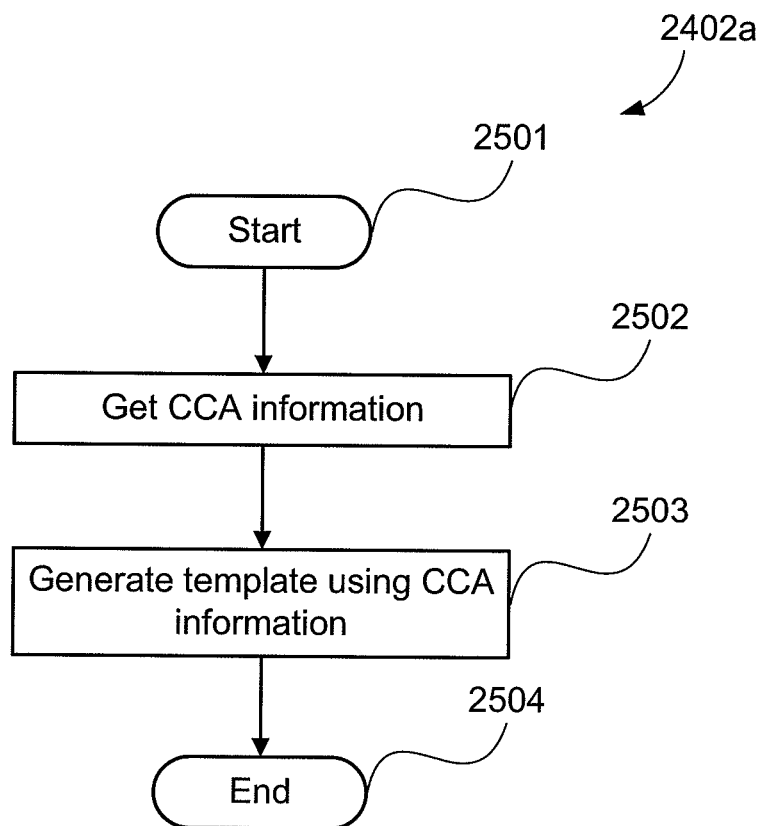 2402a
2501
Start
2502
Get CCA information
2503
Generate template using CCA
information
2504
End